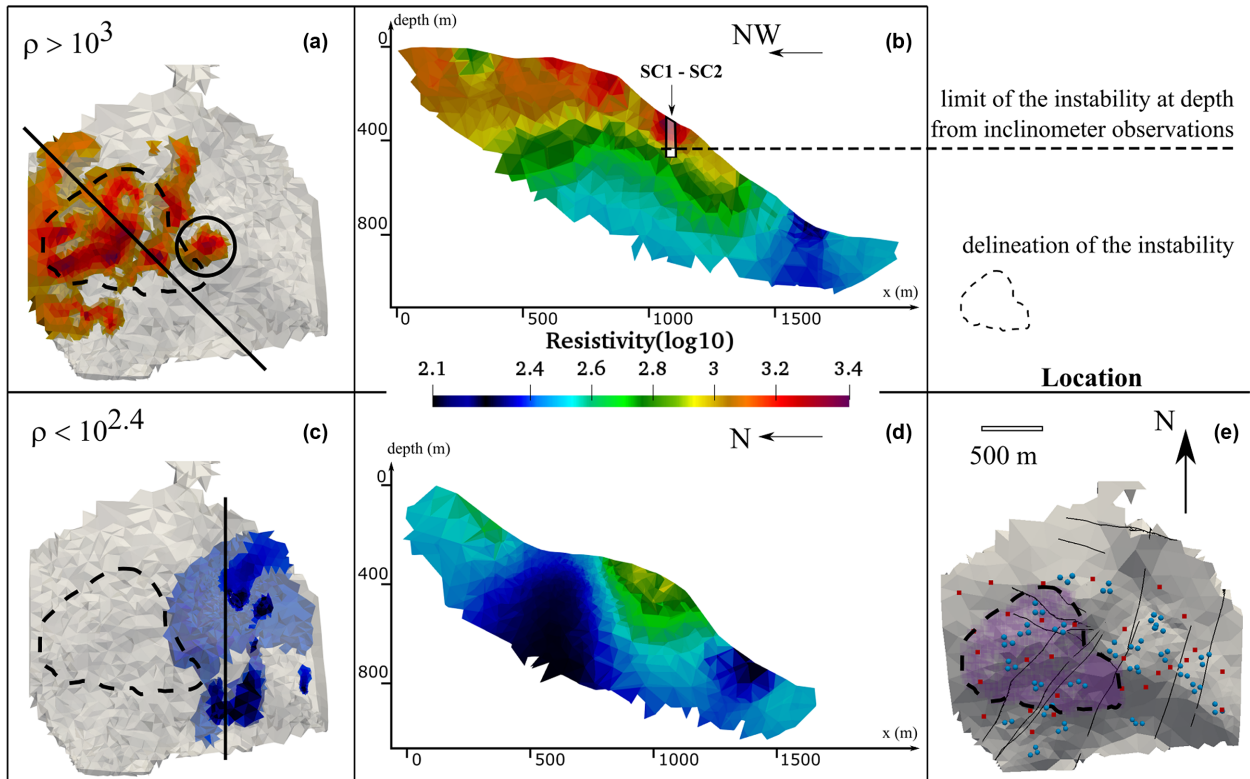 ρ > 10³
(a)
depth (m)
0
400
800
NW
(b)
SC1 - SC2
x (m)
0
500
1000
1500
limit of the instability at depth
from inclinometer observations
delineation of the instability
Resistivity(log10)
2.1
2.4
2.6
2.8
3
3.2
3.4
Location
ρ < 10²·⁴
(c)
depth (m)
0
400
800
N
(d)
x (m)
0
500
1000
1500
500 m
N
(e)